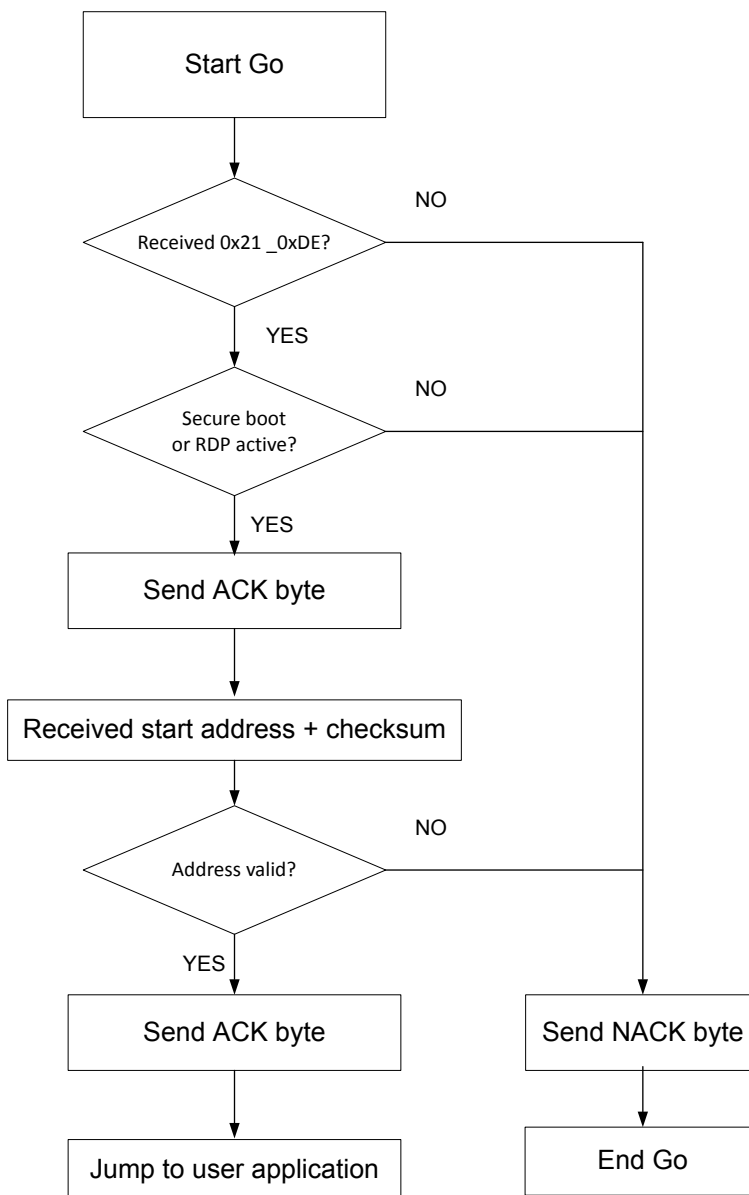 Start Go
NO
Received 0x21 _0xDE?
YES
NO
Secure boot
or RDP active?
YES
Send ACK byte
Received start address + checksum
NO
Address valid?
YES
Send ACK byte
Send NACK byte
Jump to user application
End Go